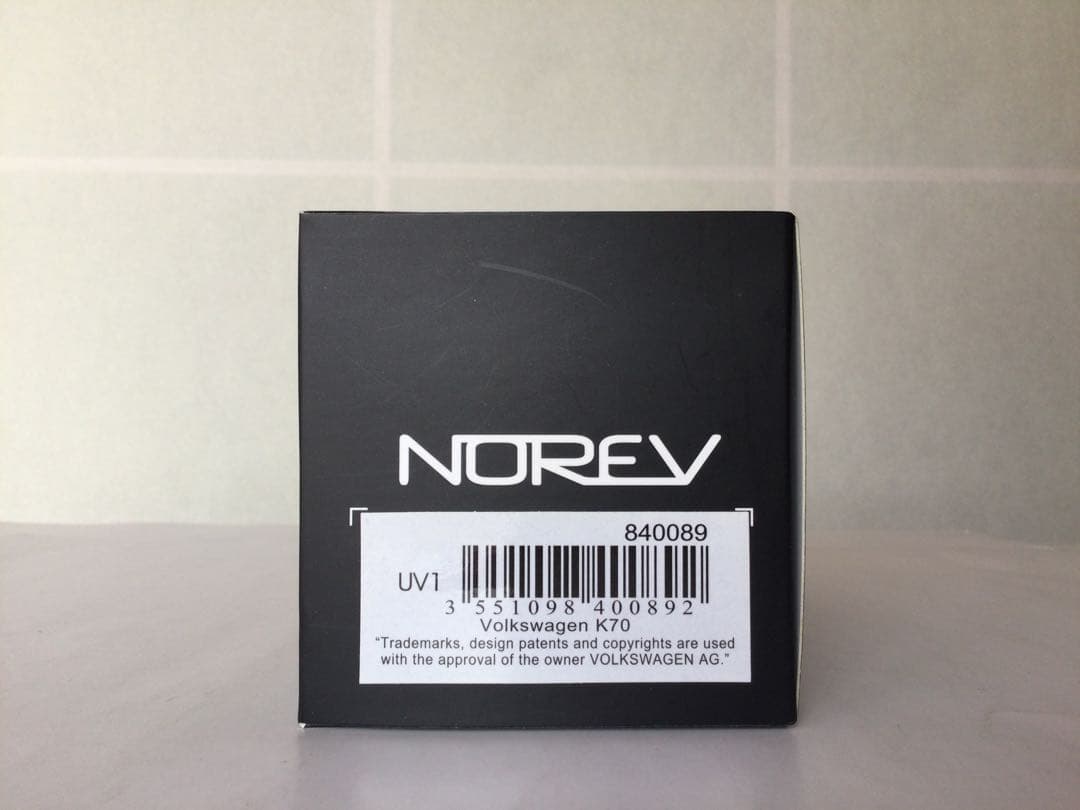 NOREV
840089
UV1
3 551098 400892
Volkswagen K70
“Trademarks, design patents and copyrights are used
with the approval of the owner VOLKSWAGEN AG.”